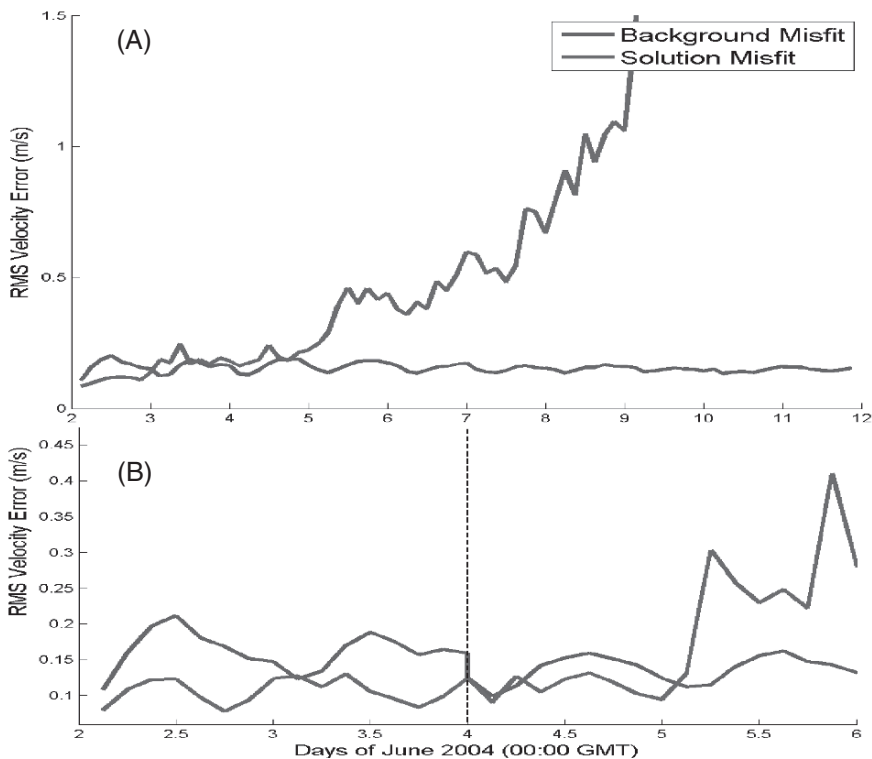 (A)
Background Misfit
Solution Misfit
RMS Velocity Error (m/s)
1.5
1
0.5
0
2 3 4 5 6 7 8 9 10 11 12
(B)
RMS Velocity Error (m/s)
0.45
0.4
0.35
0.3
0.25
0.2
0.15
0.1
2 2.5 3 3.5 4 4.5 5 5.5 6
Days of June 2004 (00:00 GMT)